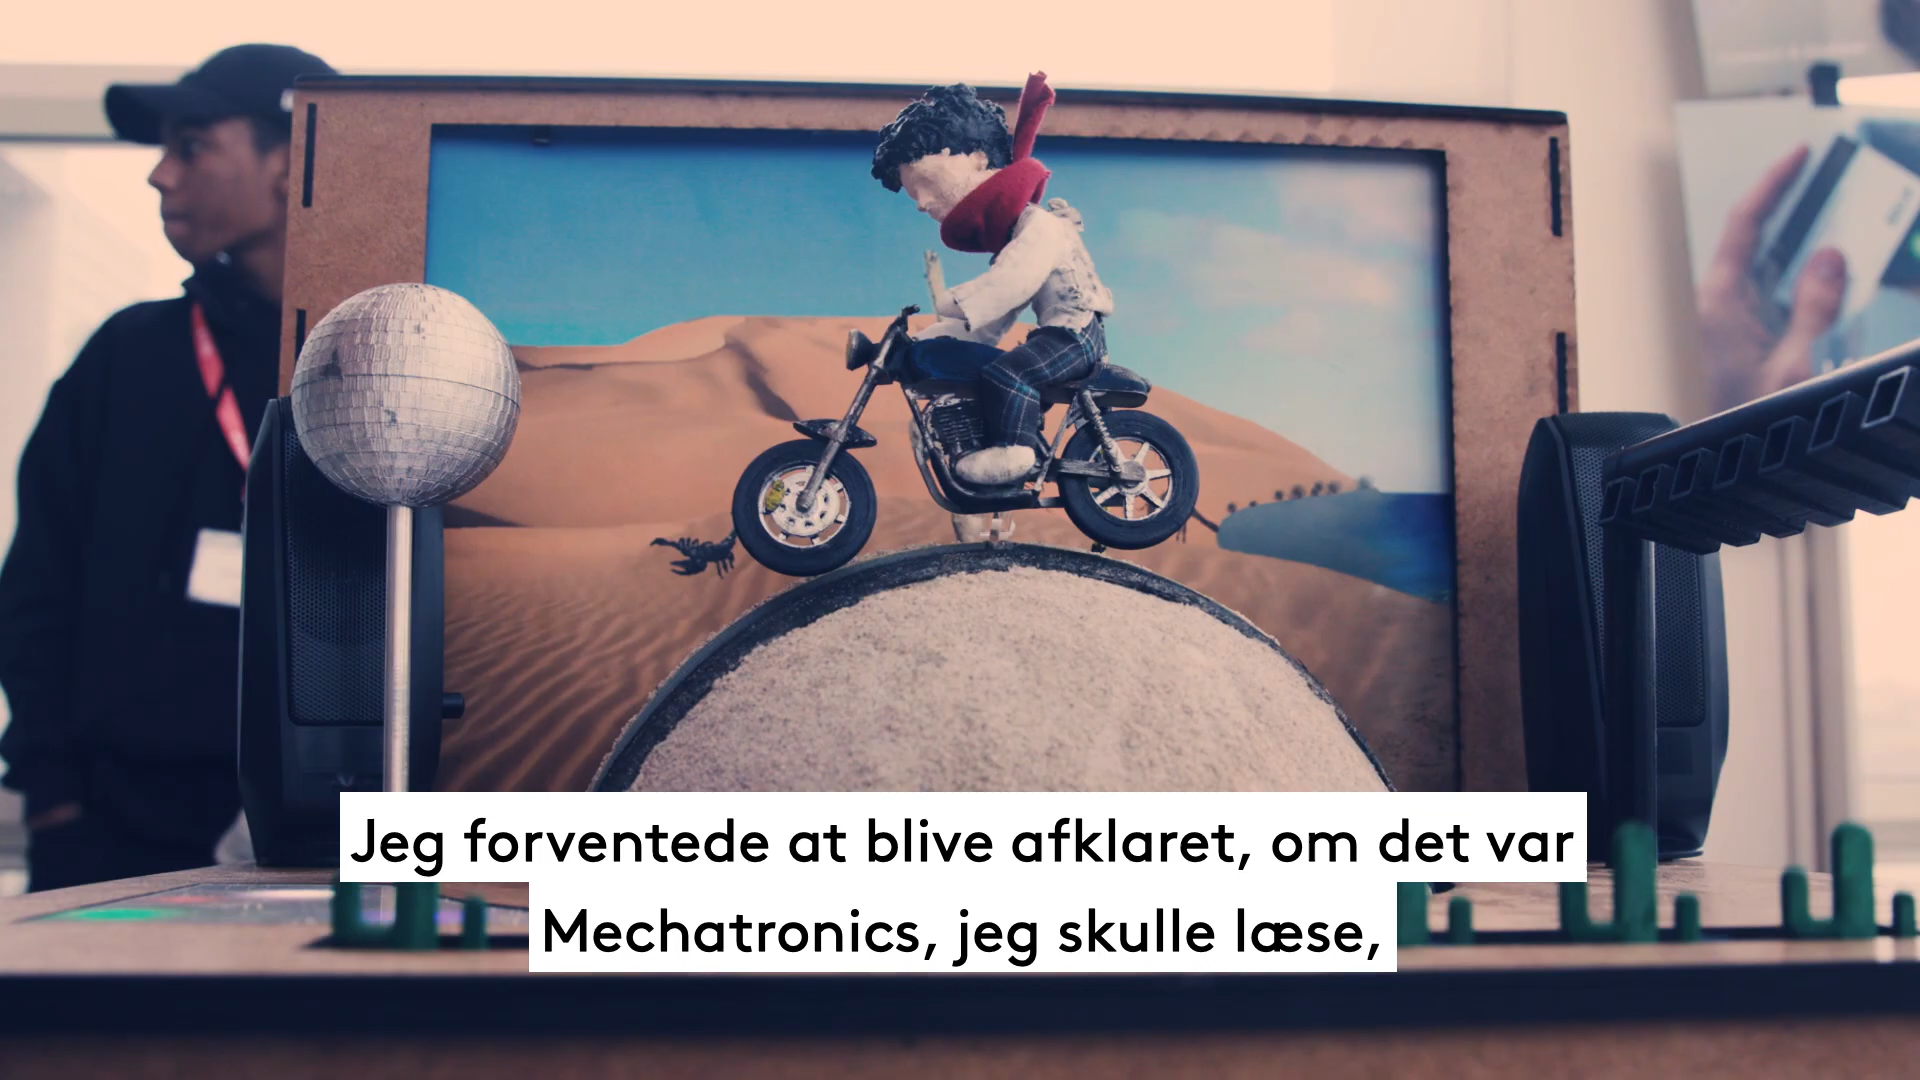 Jeg forventede at blive afklaret, om det var
Mechatronics, jeg skulle læse,